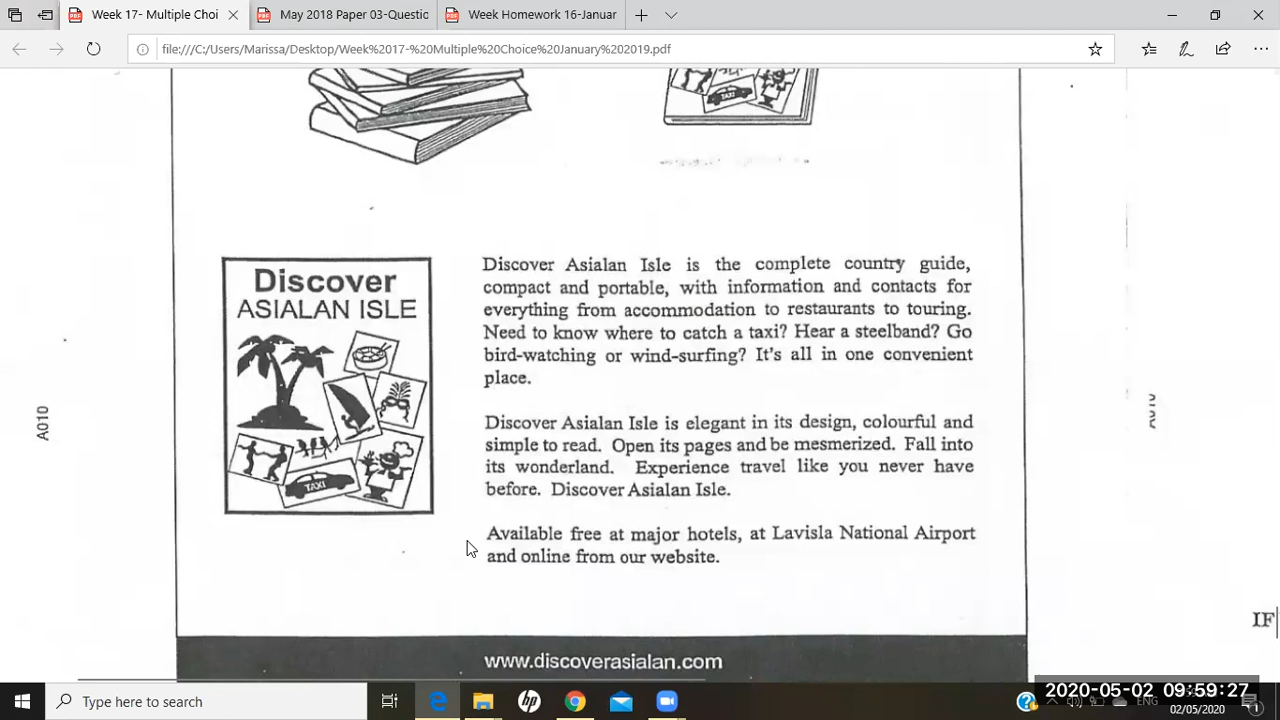 Week 17- Multiple Choi
May 2018 Paper 03-Questio
Week Homework 16-Januar
file:///C:/Users/Marissa/Desktop/Week%2017-%20Multiple%20Choice%20January%202019.pdf
TAXI
Discover
ASIALAN ISLE
TAXI
Discover Asialan Isle is the complete country guide,
compact and portable, with information and contacts for
everything from accommodation to restaurants to touring.
Need to know where to catch a taxi? Hear a steelband? Go
bird-watching or wind-surfing? It's all in one convenient
place.
Discover Asialan Isle is elegant in its design, colourful and
simple to read. Open its pages and be mesmerized. Fall into
its wonderland. Experience travel like you never have
before. Discover Asialan Isle.
Available free at major hotels, at Lavisla National Airport
and online from our website.
www.discoverasialan.com
A010
IF
Type here to search
hp
ENG
2020-05-02 09:59:27
02/05/2020